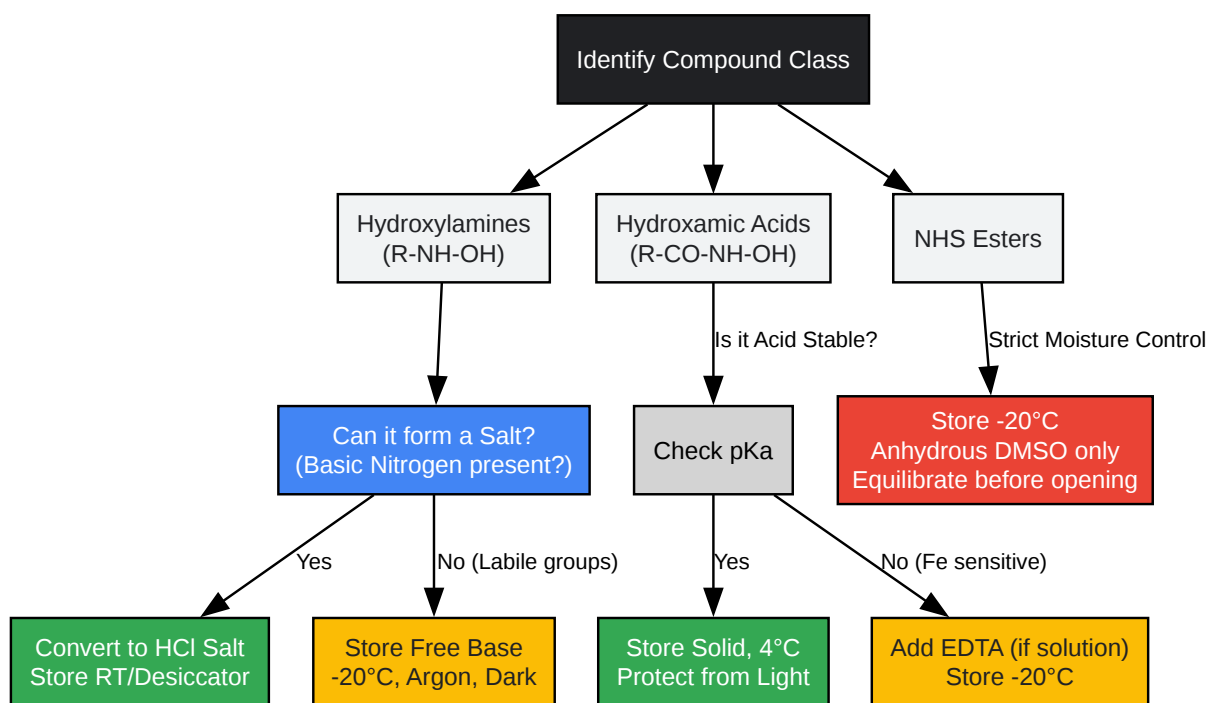 Identify Compound Class
Hydroxylamines
(R-NH-OH)
Hydroxamic Acids
(R-CO-NH-OH)
NHS Esters
Is it Acid Stable?
Strict Moisture Control
Can it form a Salt?
(Basic Nitrogen present?)
Check pKa
Store -20°C
Anhydrous DMSO only
Equilibrate before opening
Yes
No (Labile groups)
Yes
No (Fe sensitive)
Convert to HCl Salt
Store RT/Desiccator
Store Free Base
-20°C, Argon, Dark
Store Solid, 4°C
Protect from Light
Add EDTA (if solution)
Store -20°C